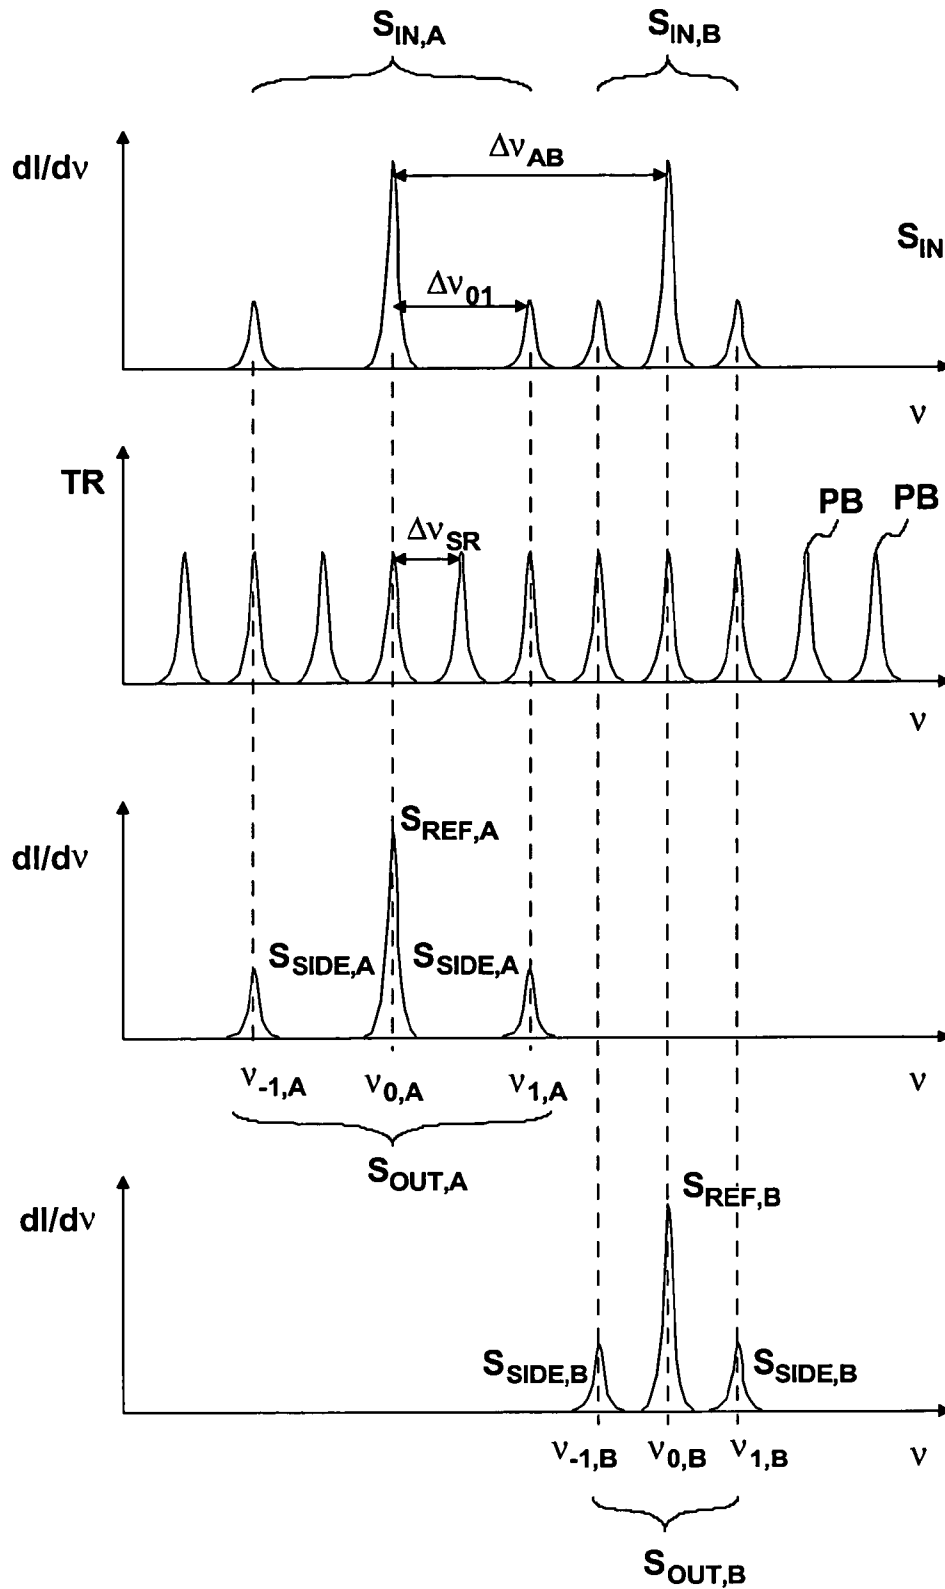 S_IN,A S_IN,B
dI/dν
Δν_AB
S_IN
Δν_01
ν
TR
Δν_SR
PB PB
ν
S_REF,A
dI/dν
S_SIDE,A S_SIDE,A
ν_-1,A ν_0,A ν_1,A ν
S_OUT,A
S_REF,B
dI/dν
S_SIDE,B S_SIDE,B
ν_-1,B ν_0,B ν_1,B ν
S_OUT,B